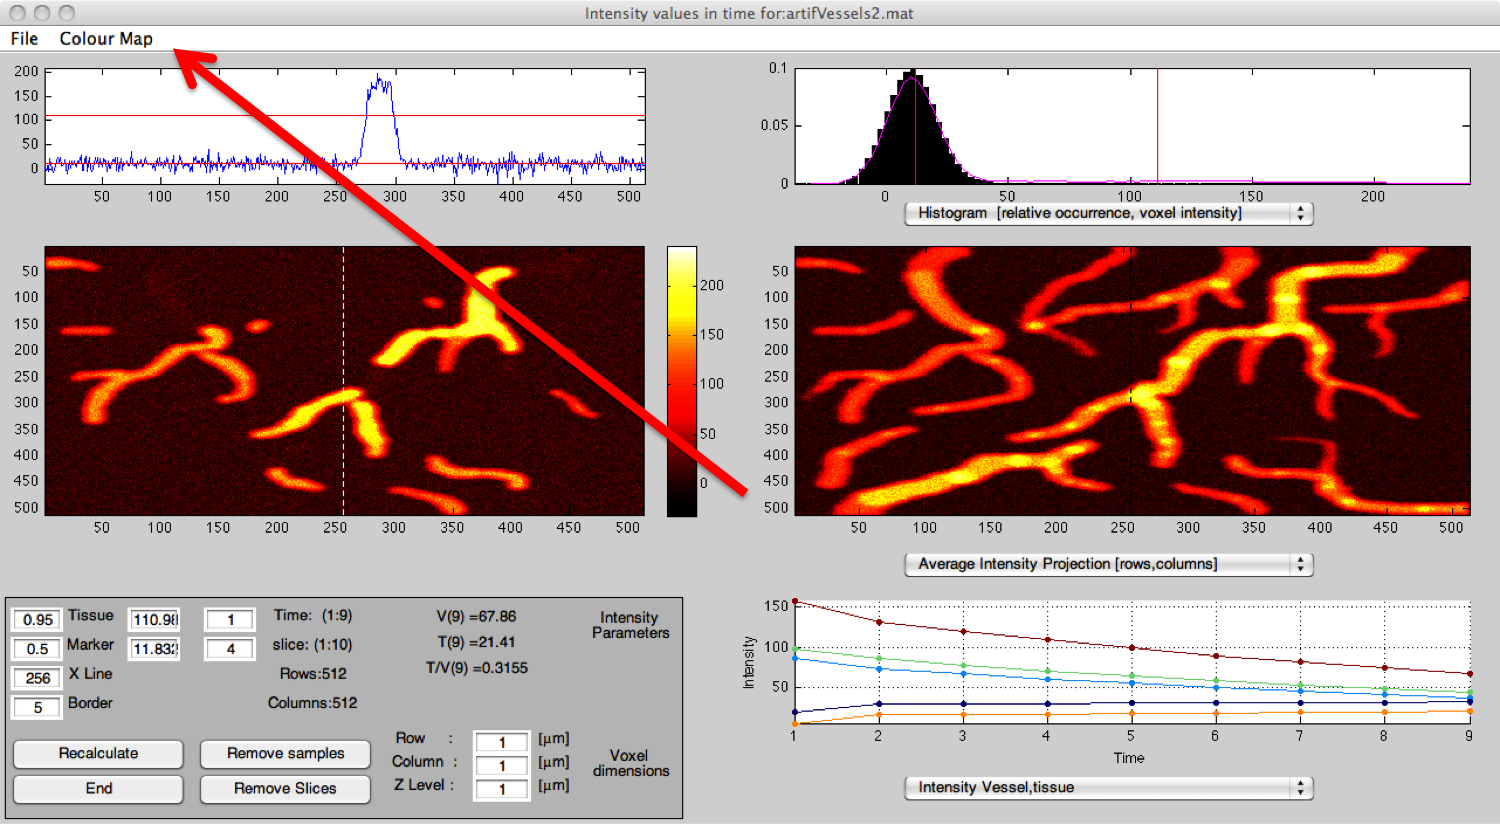 Intensity values in time for:artifVessels2.mat
File Colour Map
200
150
100
50
0
50 100 150 200 250 300 350 400 450 500
0.1
0.05
0
0 50 100 150 200
Histogram [relative occurrence, voxel intensity]
50
100
150
200
250
300
350
400
450
500
50 100 150 200 250 300 350 400 450 500
200
150
100
50
0
50
100
150
200
250
300
350
400
450
500
50 100 150 200 250 300 350 400 450 500
Average Intensity Projection [rows,columns]
0.95 Tissue 110.98 1 Time: (1:9) V(9) =67.86 Intensity
Parameters
0.5 Marker 11.832 4 slice: (1:10) T(9) =21.41
256 X Line Rows:512 T/V(9) =0.3155
5 Border Columns:512
Recalculate Remove samples
End Remove Slices
Row : 1 [μm]
Column : 1 [μm]
Z Level : 1 [μm]
Voxel
dimensions
150
100
50
Intensity
1 2 3 4 5 6 7 8 9
Time
Intensity Vessel,tissue